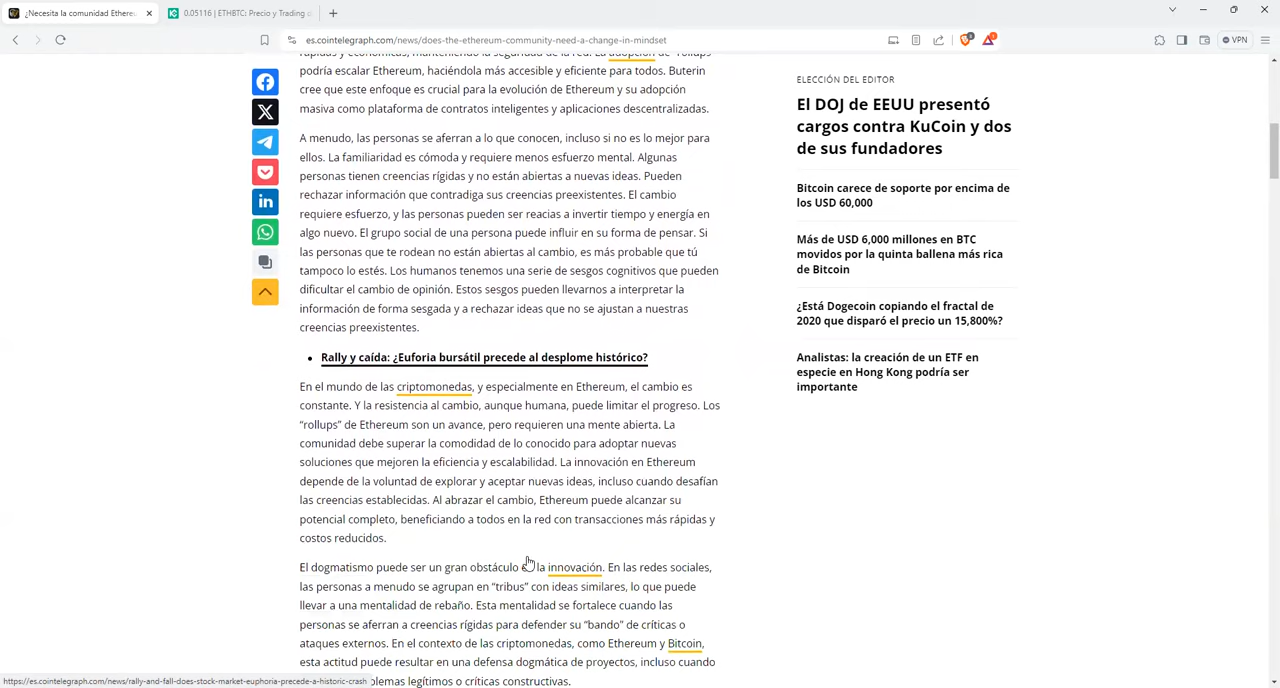 ¿Necesita la comunidad Ethere
0.05116 | ETHBTC: Precio y Trading d
es.cointelegraph.com/news/does-the-ethereum-community-need-a-change-in-mindset
VPN
rápidas y económicas, manteniendo la seguridad de la red. La adopción de "rollups"
podría escalar Ethereum, haciéndola más accesible y eficiente para todos. Buterin
cree que este enfoque es crucial para la evolución de Ethereum y su adopción
masiva como plataforma de contratos inteligentes y aplicaciones descentralizadas.
A menudo, las personas se aferran a lo que conocen, incluso si no es lo mejor para
ellos. La familiaridad es cómoda y requiere menos esfuerzo mental. Algunas
personas tienen creencias rígidas y no están abiertas a nuevas ideas. Pueden
rechazar información que contradiga sus creencias preexistentes. El cambio
requiere esfuerzo, y las personas pueden ser reacias a invertir tiempo y energía en
algo nuevo. El grupo social de una persona puede influir en su forma de pensar. Si
las personas que te rodean no están abiertas al cambio, es más probable que tú
tampoco lo estés. Los humanos tenemos una serie de sesgos cognitivos que pueden
dificultar el cambio de opinión. Estos sesgos pueden llevarnos a interpretar la
información de forma sesgada y a rechazar ideas que no se ajustan a nuestras
creencias preexistentes.
• Rally y caída: ¿Euforia bursátil precede al desplome histórico?
En el mundo de las criptomonedas, y especialmente en Ethereum, el cambio es
constante. Y la resistencia al cambio, aunque humana, puede limitar el progreso. Los
“rollups” de Ethereum son un avance, pero requieren una mente abierta. La
comunidad debe superar la comodidad de lo conocido para adoptar nuevas
soluciones que mejoren la eficiencia y escalabilidad. La innovación en Ethereum
depende de la voluntad de explorar y aceptar nuevas ideas, incluso cuando desafían
las creencias establecidas. Al abrazar el cambio, Ethereum puede alcanzar su
potencial completo, beneficiando a todos en la red con transacciones más rápidas y
costos reducidos.
El dogmatismo puede ser un gran obstáculo la innovación. En las redes sociales,
las personas a menudo se agrupan en “tribus” con ideas similares, lo que puede
llevar a una mentalidad de rebaño. Esta mentalidad se fortalece cuando las
personas se aferran a creencias rígidas para defender su “bando” de críticas o
ataques externos. En el contexto de las criptomonedas, como Ethereum y Bitcoin,
esta actitud puede resultar en una defensa dogmática de proyectos, incluso cuando
oblemas legítimos o críticas constructivas.
ELECCIÓN DEL EDITOR
El DOJ de EEUU presentó
cargos contra KuCoin y dos
de sus fundadores
Bitcoin carece de soporte por encima de
los USD 60,000
Más de USD 6,000 millones en BTC
movidos por la quinta ballena más rica
de Bitcoin
¿Está Dogecoin copiando el fractal de
2020 que disparó el precio un 15,800%?
Analistas: la creación de un ETF en
especie en Hong Kong podría ser
importante
https://es.cointelegraph.com/news/rally-and-fall-does-stock-market-euphoria-precede-a-historic-crash